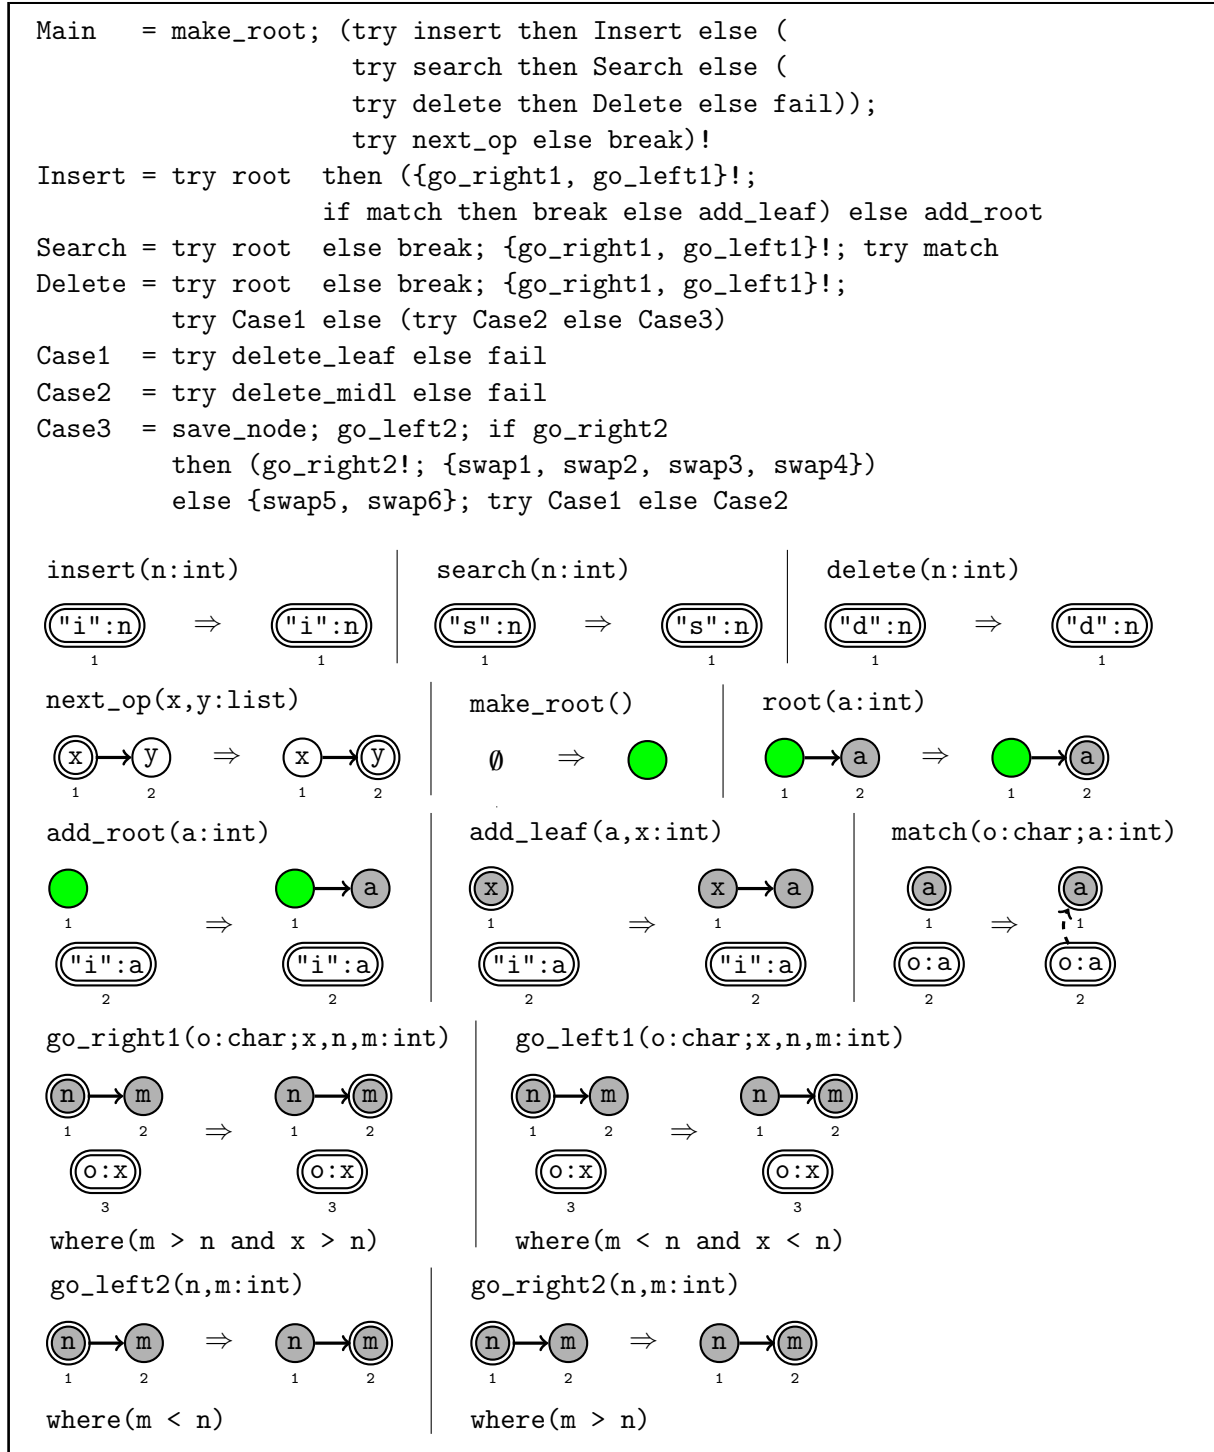 Main   = make_root; (try insert then Insert else (
                     try search then Search else (
                     try delete then Delete else fail));
                     try next_op else break)!
Insert = try root  then ({go_right1, go_left1}!;
                   if match then break else add_leaf) else add_root
Search = try root  else break; {go_right1, go_left1}!; try match
Delete = try root  else break; {go_right1, go_left1}!;
         try Case1 else (try Case2 else Case3)
Case1  = try delete_leaf else fail
Case2  = try delete_midl else fail
Case3  = save_node; go_left2; if go_right2
         then (go_right2!; {swap1, swap2, swap3, swap4})
         else {swap5, swap6}; try Case1 else Case2
insert(n:int) search(n:int) delete(n:int)
"i":n ⇒ "i":n "s":n ⇒ "s":n "d":n ⇒ "d":n
1 1 1 1 1 1
next_op(x,y:list) make_root() root(a:int)
x y ⇒ x y ∅ ⇒ a ⇒ a
1 2 1 2 1 2 1 2
add_root(a:int) add_leaf(a,x:int) match(o:char;a:int)
a x x a a a
1 ⇒ 1 1 ⇒ 1 1 ⇒ 1
"i":a "i":a "i":a "i":a o:a o:a
2 2 2 2 2 2
go_right1(o:char;x,n,m:int) go_left1(o:char;x,n,m:int)
n m n m n m n m
1 2 ⇒ 1 2 1 2 ⇒ 1 2
o:x o:x o:x o:x
3 3 3 3
where(m > n and x > n) where(m < n and x < n)
go_left2(n,m:int) go_right2(n,m:int)
n m ⇒ n m n m ⇒ n m
1 2 1 2 1 2 1 2
where(m < n) where(m > n)